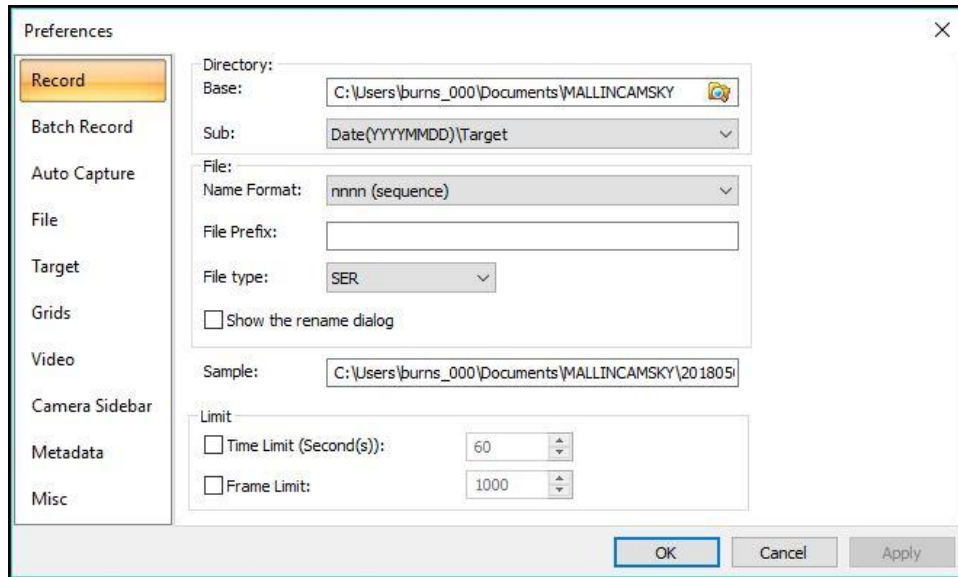 Preferences
Record
Batch Record
Auto Capture
File
Target
Grids
Video
Camera Sidebar
Metadata
Misc
Directory:
Base: C:\Users\burns_000\Documents\MALLINCAMSKY
Sub: Date(YYYYMMDD)\Target
File:
Name Format: nnnn (sequence)
File Prefix:
File type: SER
Show the rename dialog
Sample: C:\Users\burns_000\Documents\MALLINCAMSKY\2018050
Limit
Time Limit (Second(s)): 60
Frame Limit: 1000
OK Cancel Apply